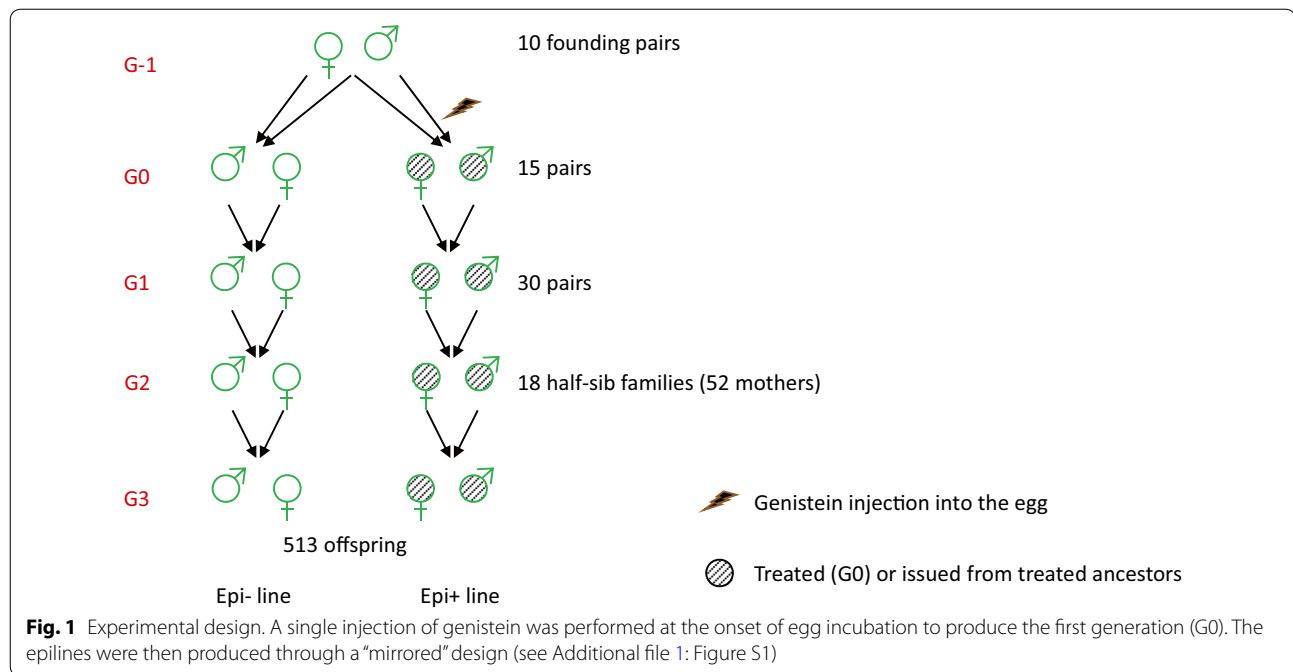 G-1
10 founding pairs
G0
15 pairs
G1
30 pairs
G2
18 half-sib families (52 mothers)
G3
Genistein injection into the egg
513 offspring
Treated (G0) or issued from treated ancestors
Epi- line
Epi+ line
Fig. 1 Experimental design. A single injection of genistein was performed at the onset of egg incubation to produce the first generation (G0). The
epilines were then produced through a “mirrored” design (see Additional file 1: Figure S1)